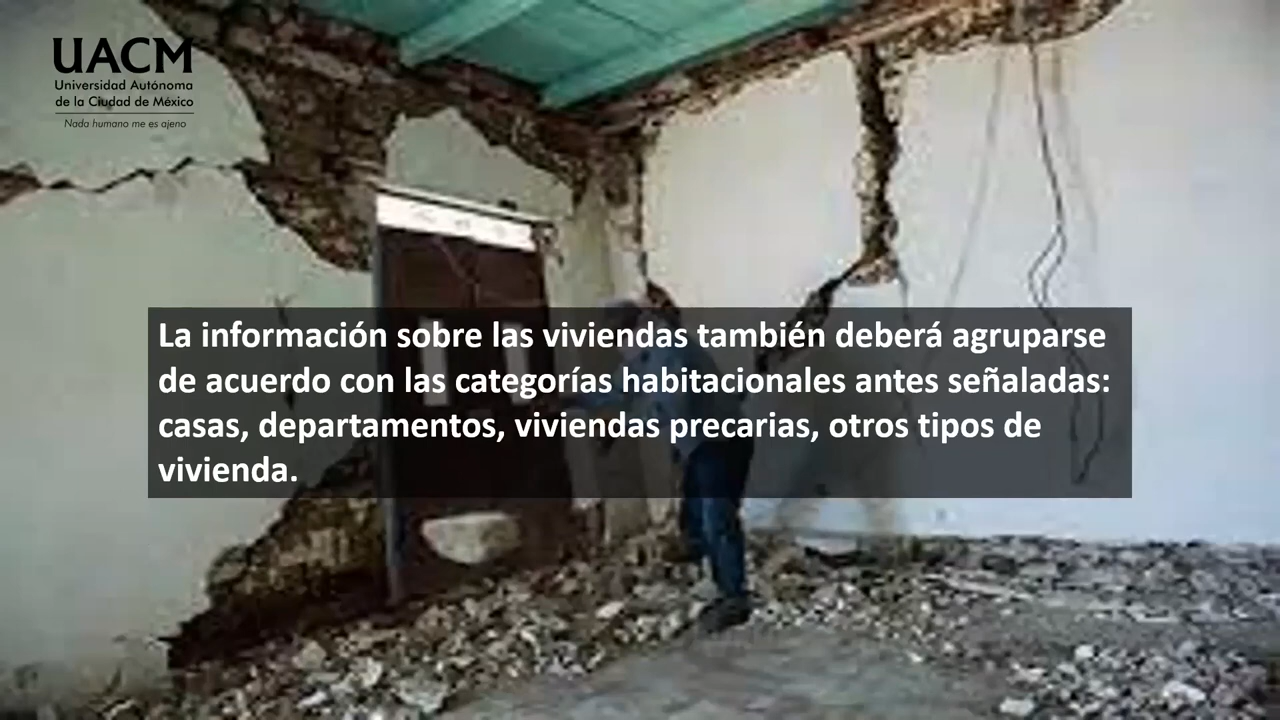 UACM
Universidad Autónoma
de la Ciudad de México
Nada humano me es ajeno
La información sobre las viviendas también deberá agruparse
de acuerdo con las categorías habitacionales antes señaladas:
casas, departamentos, viviendas precarias, otros tipos de
vivienda.